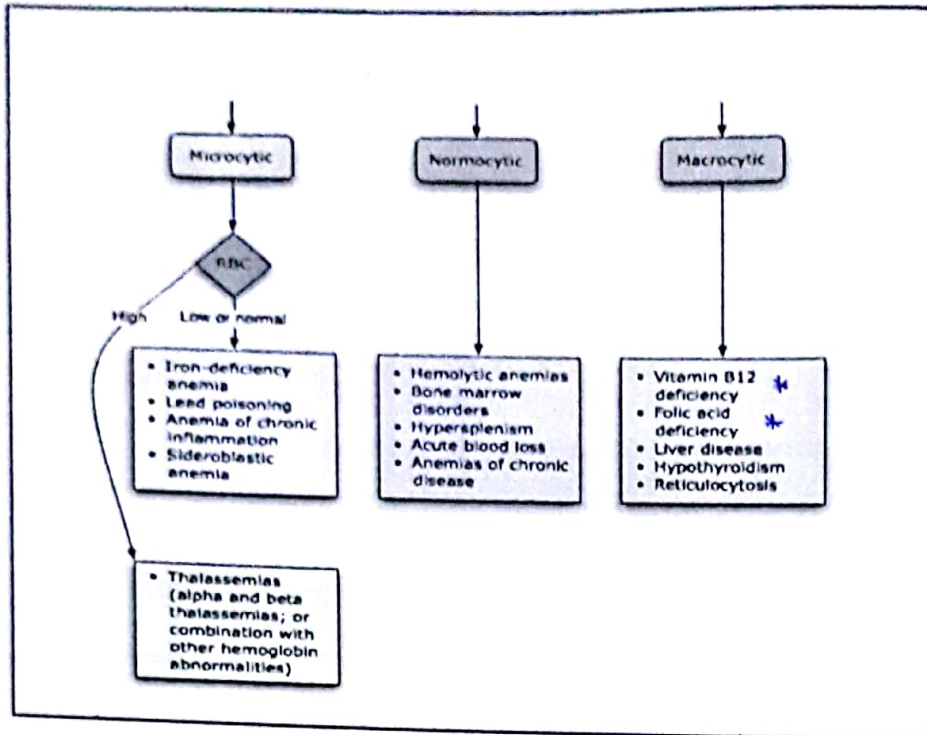 Microcytic
Normocytic
Macrocytic
RBC
High
Low or normal
• Iron-deficiency
anemia
• Lead poisoning
• Anemia of chronic
inflammation
• Sideroblastic
anemia
• Hemolytic anemias
• Bone marrow
disorders
• Hypersplenism
• Acute blood loss
• Anemias of chronic
disease
• Vitamin B12 *
deficiency
• Folic acid *
deficiency
• Liver disease
• Hypothyroidism
• Reticulocytosis
• Thalassemias
(alpha and beta
thalassemias; or
combination with
other hemoglobin
abnormalities)